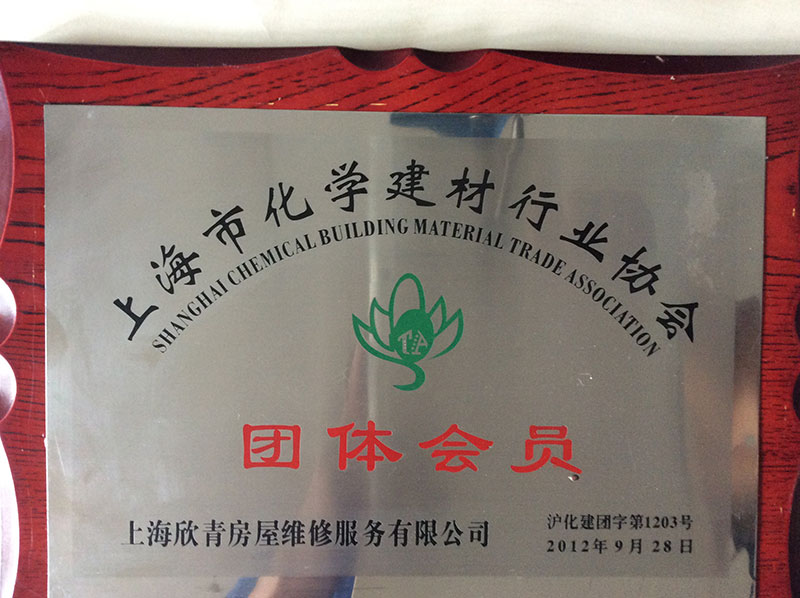 上海市化学建材行业协会
SHANGHAI CHEMICAL BUILDING MATERIAL TRADE ASSOCIATION
团体会员
上海欣青房屋维修服务有限公司
沪化建团字第1203号
2012年9月28日